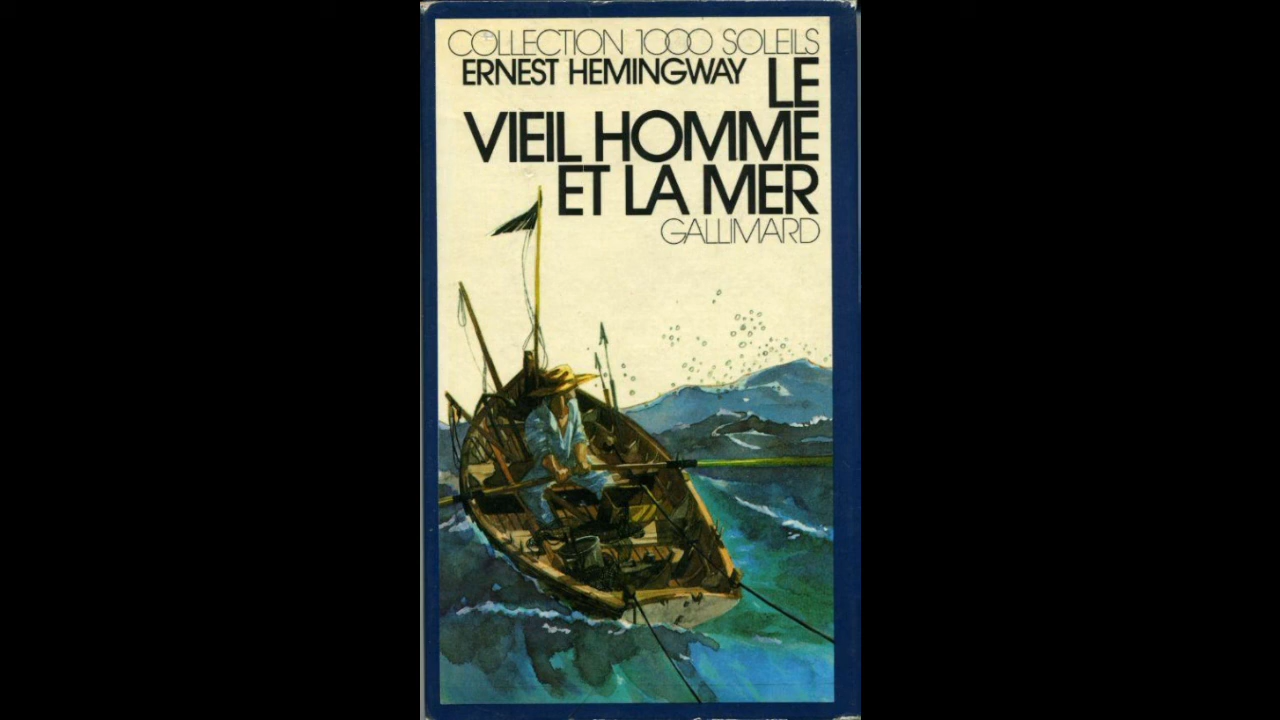 COLLECTION 1000 SOLEILS
ERNEST HEMINGWAY LE
VIEIL HOMME
ET LA MER
GALLIMARD